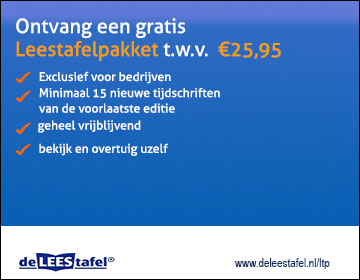 Ontvang een gratis
Leestafelpakket t.w.v. €25,95
Exclusief voor bedrijven
Minimaal 15 nieuwe tijdschriften
van de voorlaatste editie
geheel vrijblijvend
bekijk en overtuig uzelf
deLEEStafel®
www.deleestafel.nl/ltp